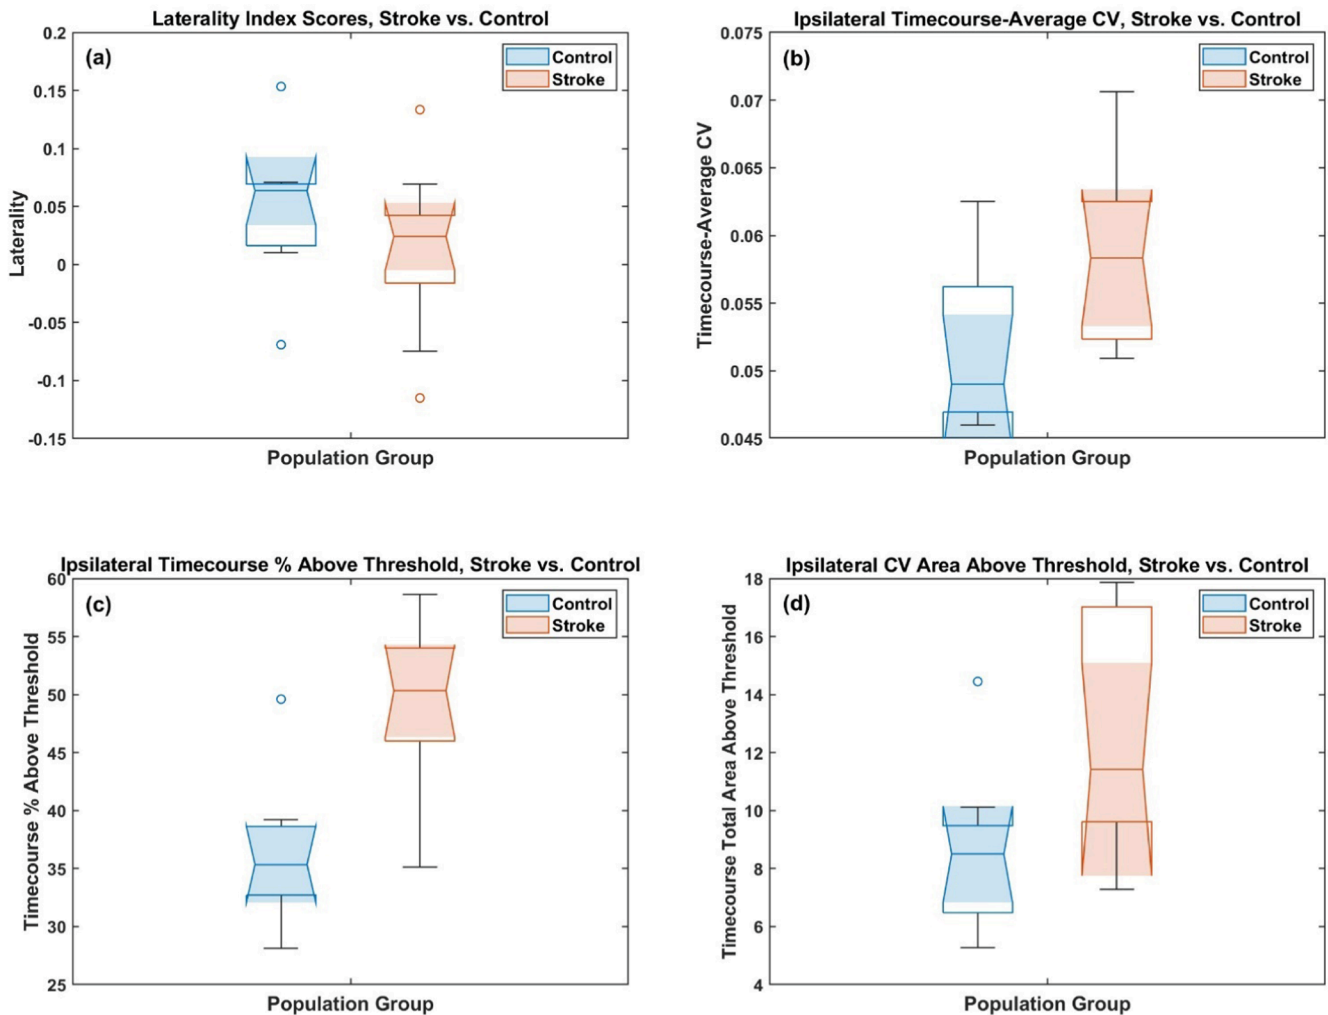 Laterality Index Scores, Stroke vs. Control
0.2
0.15
0.1
0.05
0
-0.05
-0.1
-0.15
Laterality
(a)
Control
Stroke
Population Group
Ipsilateral Timecourse-Average CV, Stroke vs. Control
0.075
0.07
0.065
0.06
0.055
0.05
0.045
Timecourse-Average CV
(b)
Control
Stroke
Population Group
Ipsilateral Timecourse % Above Threshold, Stroke vs. Control
60
55
50
45
40
35
30
25
Timecourse % Above Threshold
(c)
Control
Stroke
Population Group
Ipsilateral CV Area Above Threshold, Stroke vs. Control
18
16
14
12
10
8
6
4
Timecourse Total Area Above Threshold
(d)
Control
Stroke
Population Group